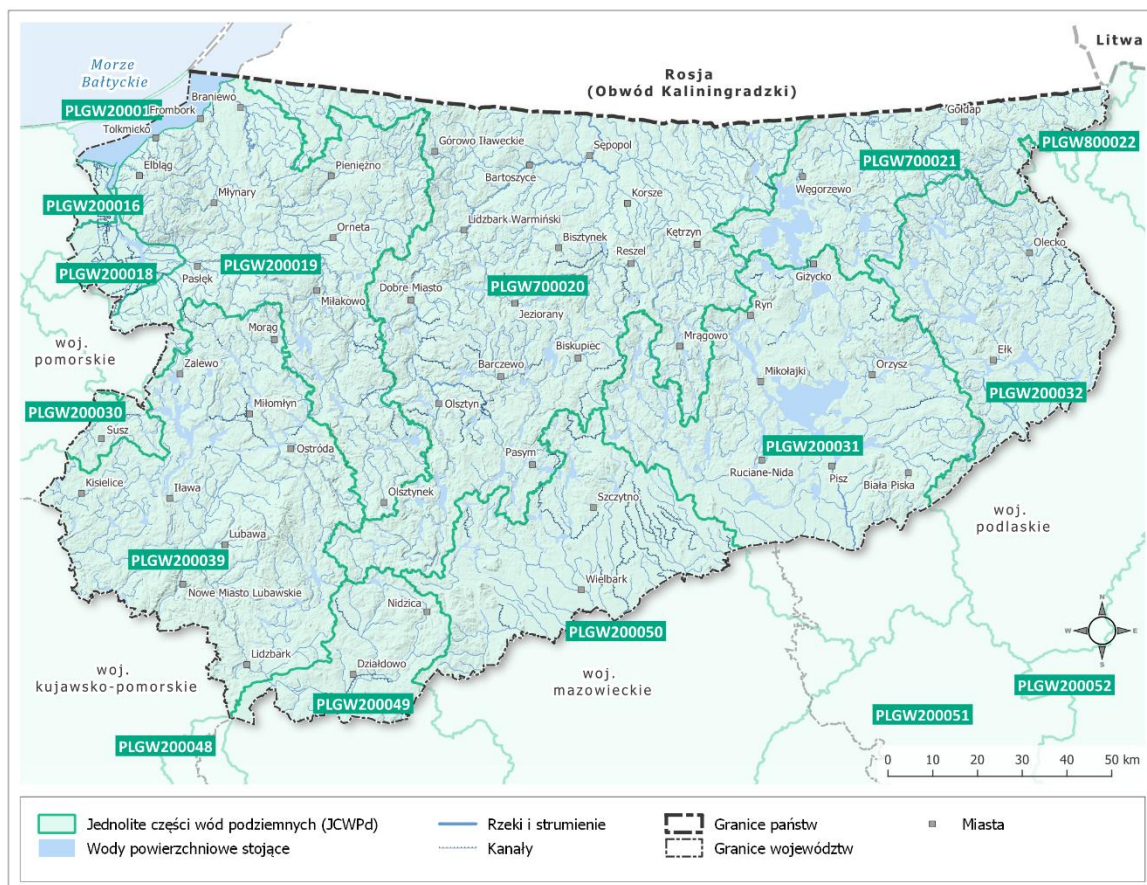 Litwa
Morze
Bałtyckie
Rosja
(Obwód Kaliningradzki)
Braniewo
Gołdap
PLGW20001
Frombork
Tolkmicko
PLGW800022
Górowo Iławeckie
Sępopol
PLGW700021
Elbląg
Pieniężno
Bartoszyce
Węgorzewo
Młynary
Korsze
PLGW200016
Lidzbark Warmiński
Orneta
Bisztynek
Kętrzyn
Olecko
PLGW200018
Pasłęk
PLGW200019
Reszel
Giżycko
Miłakowo
Dobre Miasto
PLGW700020
Jeziorany
Ryn
woj.
pomorskie
Morąg
Mrągowo
Zalewo
Barczewo
Biskupiec
Mikołajki
Orzysz
Ełk
PLGW200032
PLGW200030
Susz
Miłomłyn
Olsztyn
Ostróda
Pasym
PLGW200031
Ruciane-Nida
Pisz
Biała Piska
Kisielice
Iława
Olsztynek
Szczytno
woj.
podlaskie
Lubawa
PLGW200039
Nowe Miasto Lubawskie
Nidzica
Wielbark
PLGW200050
N
W
E
S
Lidzbark
Działdowo
woj.
kujawsko-pomorskie
woj.
mazowieckie
PLGW200052
PLGW200049
PLGW200051
PLGW200048
0 10 20 30 40 50 km
Jednolite części wód podziemnych (JCWPd)
Rzeki i strumienie
Granice państw
Miasta
Wody powierzchniowe stojące
Kanały
Granice województw